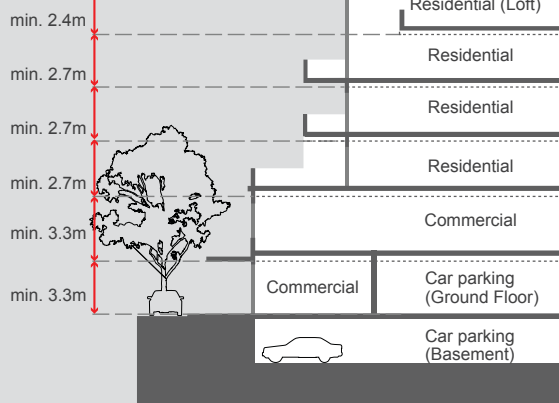 Residential (Loft)
min. 2.4m
Residential
min. 2.7m
Residential
min. 2.7m
Residential
min. 2.7m
Commercial
min. 3.3m
Commercial
Car parking
(Ground Floor)
min. 3.3m
Car parking
(Basement)